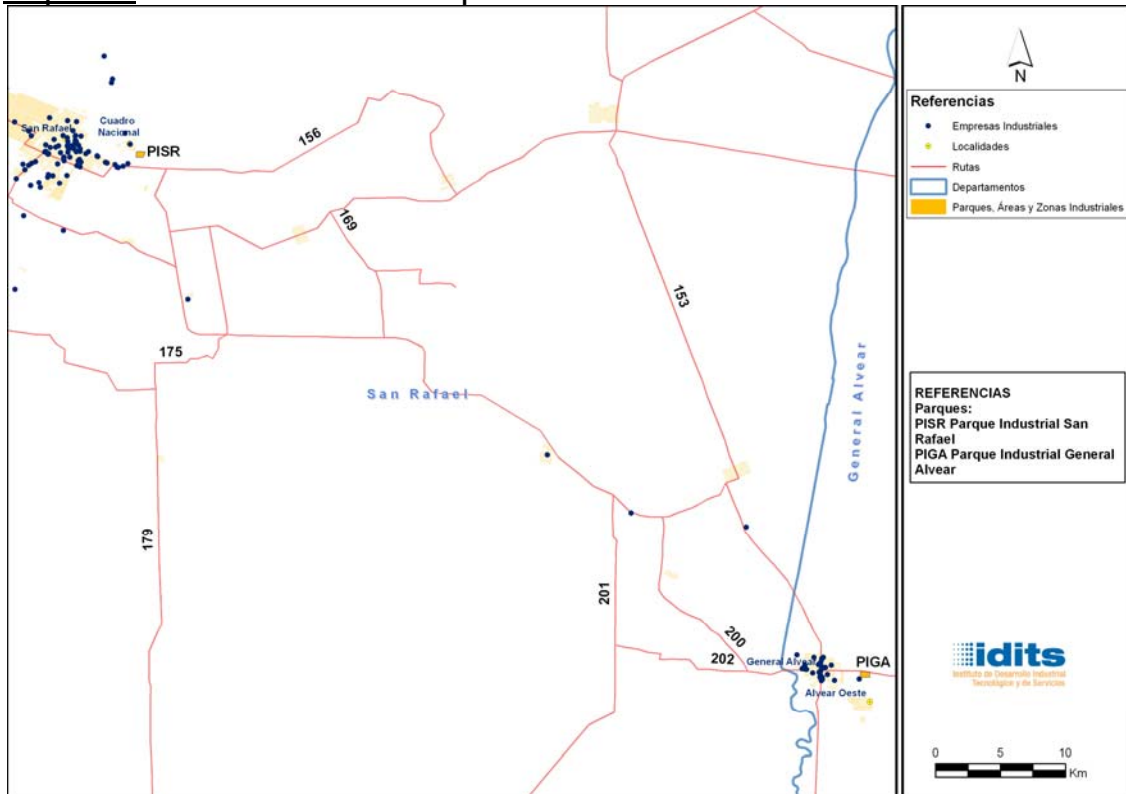 San Rafael
Cuadro
Nacional
PISR
156
169
153
175
San Rafael
General Alvear
179
201
200
202
General Alvear
PIGA
Alvear Oeste
N
Referencias
Empresas Industriales
Localidades
Rutas
Departamentos
Parques, Áreas y Zonas Industriales
REFERENCIAS
Parques:
PISR Parque Industrial San
Rafael
PIGA Parque Industrial General
Alvear
idits
Instituto de Desarrollo Industrial
Tecnológico y de Servicios
0 5 10
Km